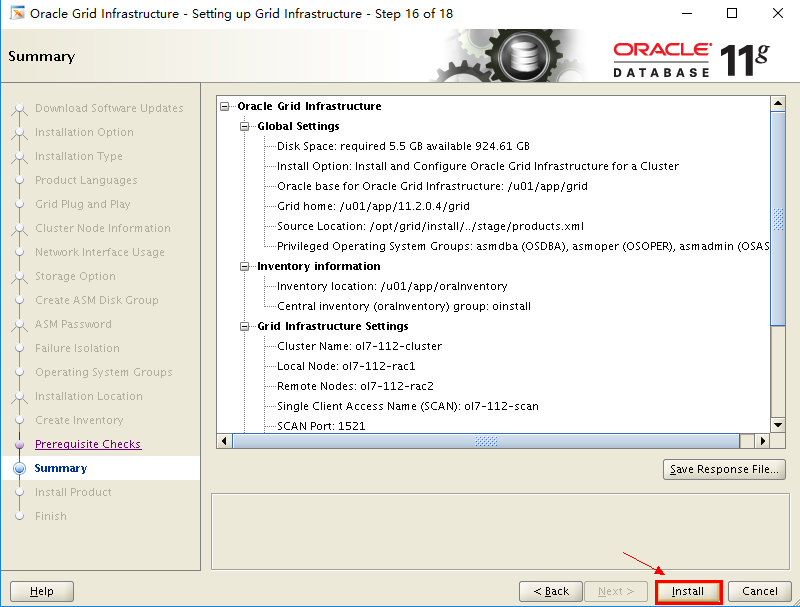 Oracle Grid Infrastructure - Setting up Grid Infrastructure - Step 16 of 18
Summary
ORACLE
DATABASE 11g
Download Software Updates
Installation Option
Installation Type
Product Languages
Grid Plug and Play
Cluster Node Information
Network Interface Usage
Storage Option
Create ASM Disk Group
ASM Password
Failure Isolation
Operating System Groups
Installation Location
Create Inventory
Prerequisite Checks
Summary
Install Product
Finish
Oracle Grid Infrastructure
Global Settings
Disk Space: required 5.5 GB available 924.61 GB
Install Option: Install and Configure Oracle Grid Infrastructure for a Cluster
Oracle base for Oracle Grid Infrastructure: /u01/app/grid
Grid home: /u01/app/11.2.0.4/grid
Source Location: /opt/grid/install/../stage/products.xml
Privileged Operating System Groups: asmdba (OSDBA), asmoper (OSOPER), asmadmin (OSAS
Inventory information
Inventory location: /u01/app/oraInventory
Central inventory (oraInventory) group: oinstall
Grid Infrastructure Settings
Cluster Name: ol7-112-cluster
Local Node: ol7-112-rac1
Remote Nodes: ol7-112-rac2
Single Client Access Name (SCAN): ol7-112-scan
SCAN Port: 1521
Save Response File...
Help
< Back
Next >
Install
Cancel